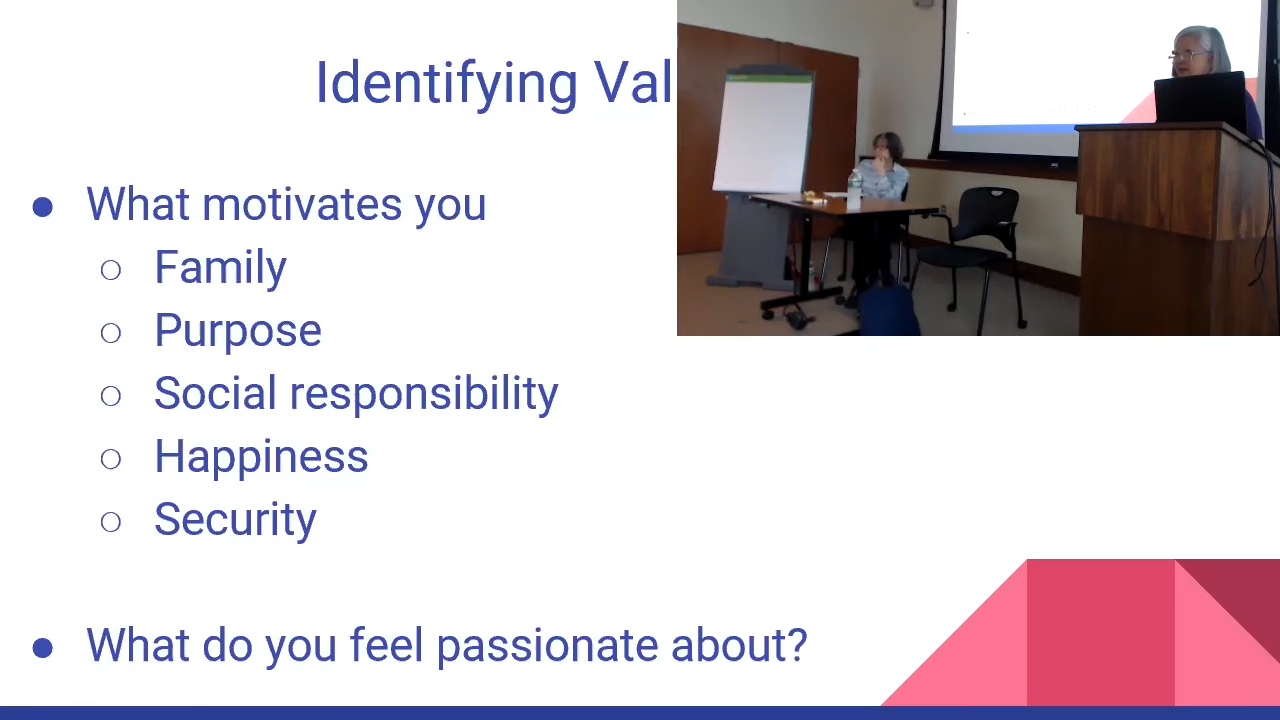 Identifying Val
● What motivates you
○ Family
○ Purpose
○ Social responsibility
○ Happiness
○ Security
● What do you feel passionate about?